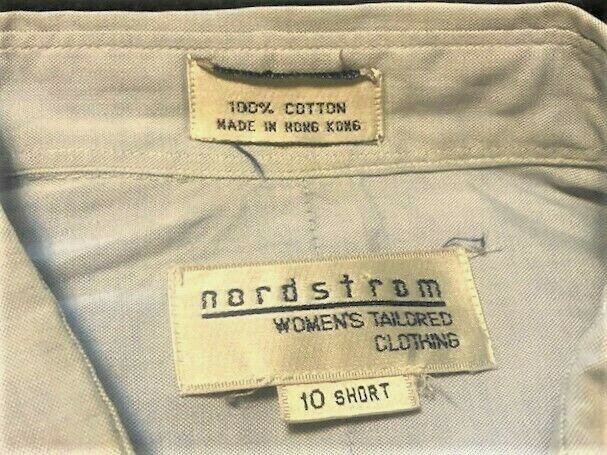 100% COTTON
MADE IN HONG KONG
nordstrom
WOMEN'S TAILORED
CLOTHING
10 SHORT